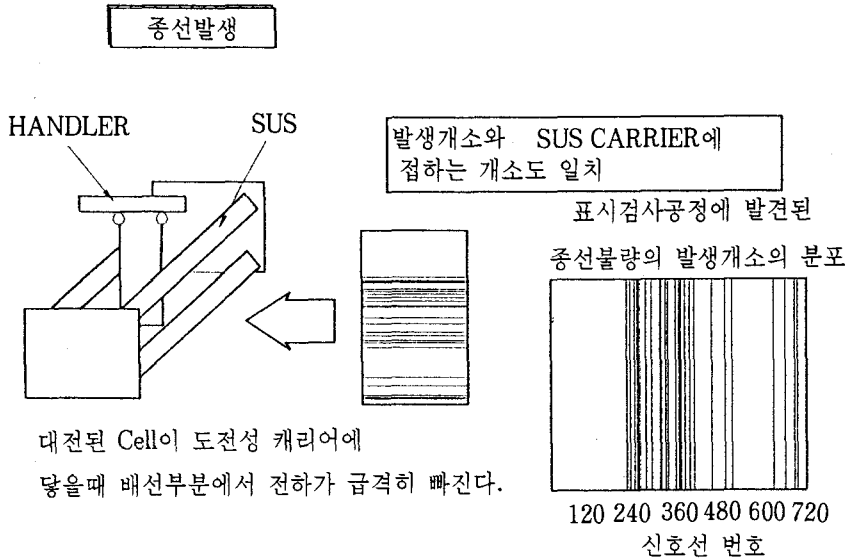 종선발생
HANDLER
SUS
발생개소와 SUS CARRIER에
접하는 개소도 일치
표시검사공정에 발견된
종선불량의 발생개소의 분포
대전된 Cell이 도전성 캐리어에
닿을때 배선부분에서 전하가 급격히 빠진다.
120 240 360 480 600 720
신호선 번호